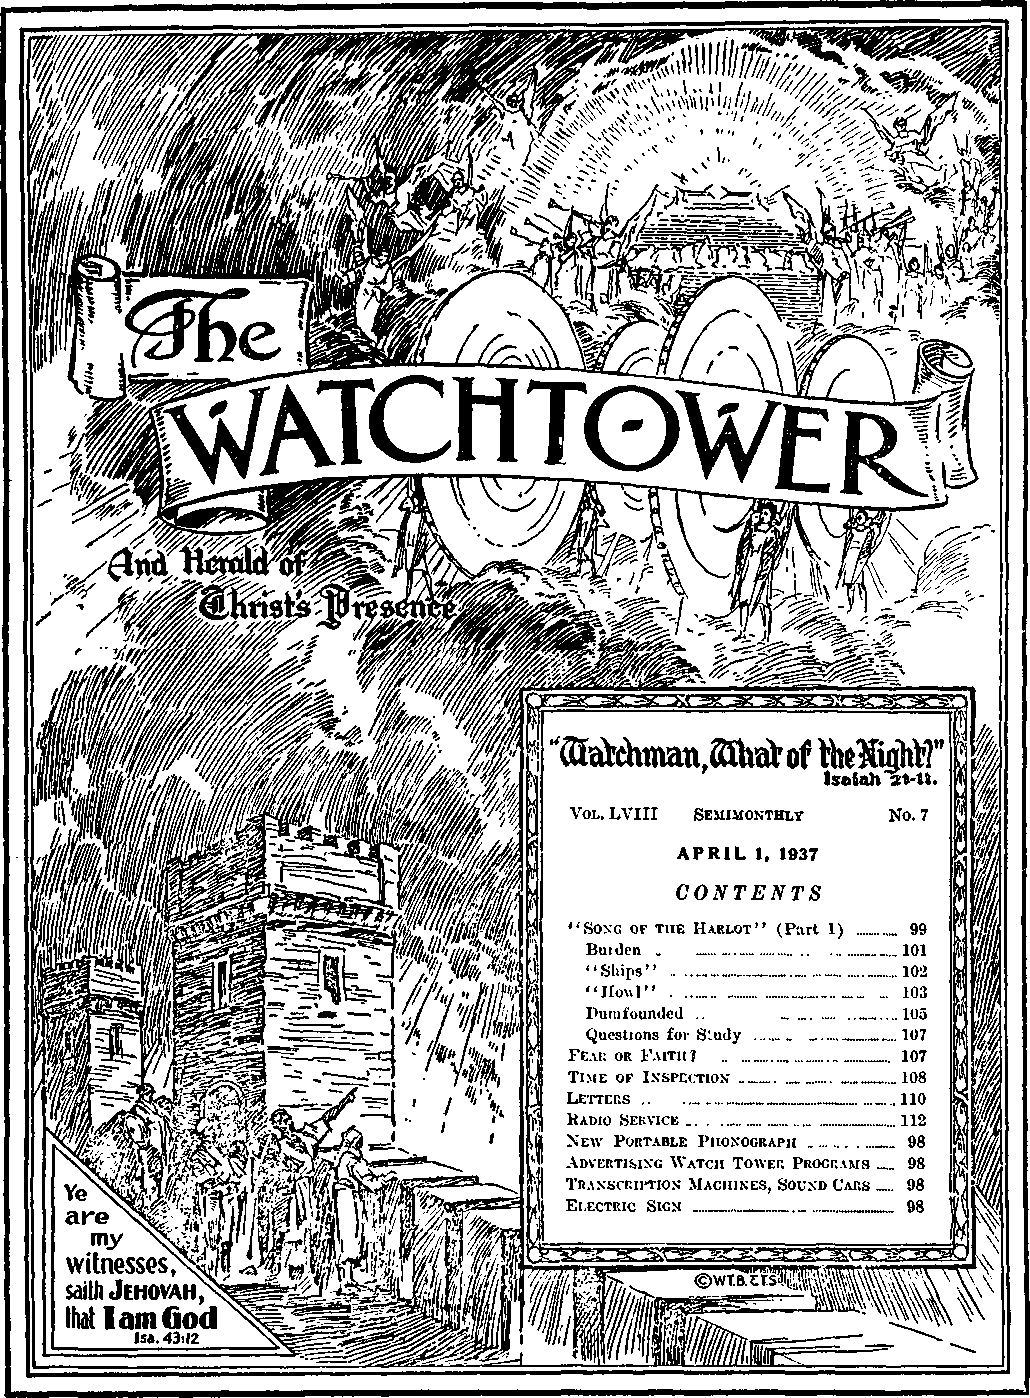 The
WATCHTOWER
And Herald of
Christ's Presence
"Watchman, What of the Night?"
Isaiah 21-11.
VOL. LVIII SEMIMONTHLY No. 7
APRIL 1, 1937
CONTENTS
"SONG OF THE HARLOT" (Part 1) 99
Burden 101
"Ships" 102
"Howl" 103
Dumfounded 105
Questions for Study 107
FEAR OR FAITH? 107
TIME OF INSPECTION 108
LETTERS 110
RADIO SERVICE 112
NEW PORTABLE PHONOGRAPH 98
ADVERTISING WATCH TOWER PROGRAMS 98
TRANSCRIPTION MACHINES, SOUND CARS 98
ELECTRIC SIGN 98
©W.T.B.&T.S.
Ye
are
my
witnesses,
saith JEHOVAH,
that I am God
Isa. 43:12